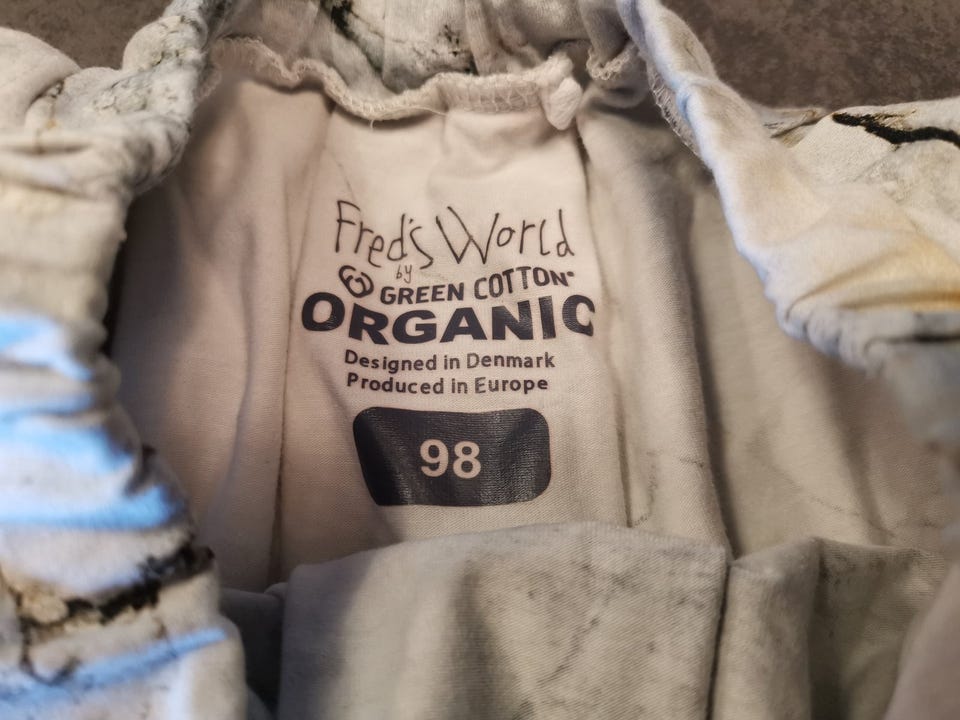 Fred's World
by
GREEN COTTON®
ORGANIC
Designed in Denmark
Produced in Europe
98